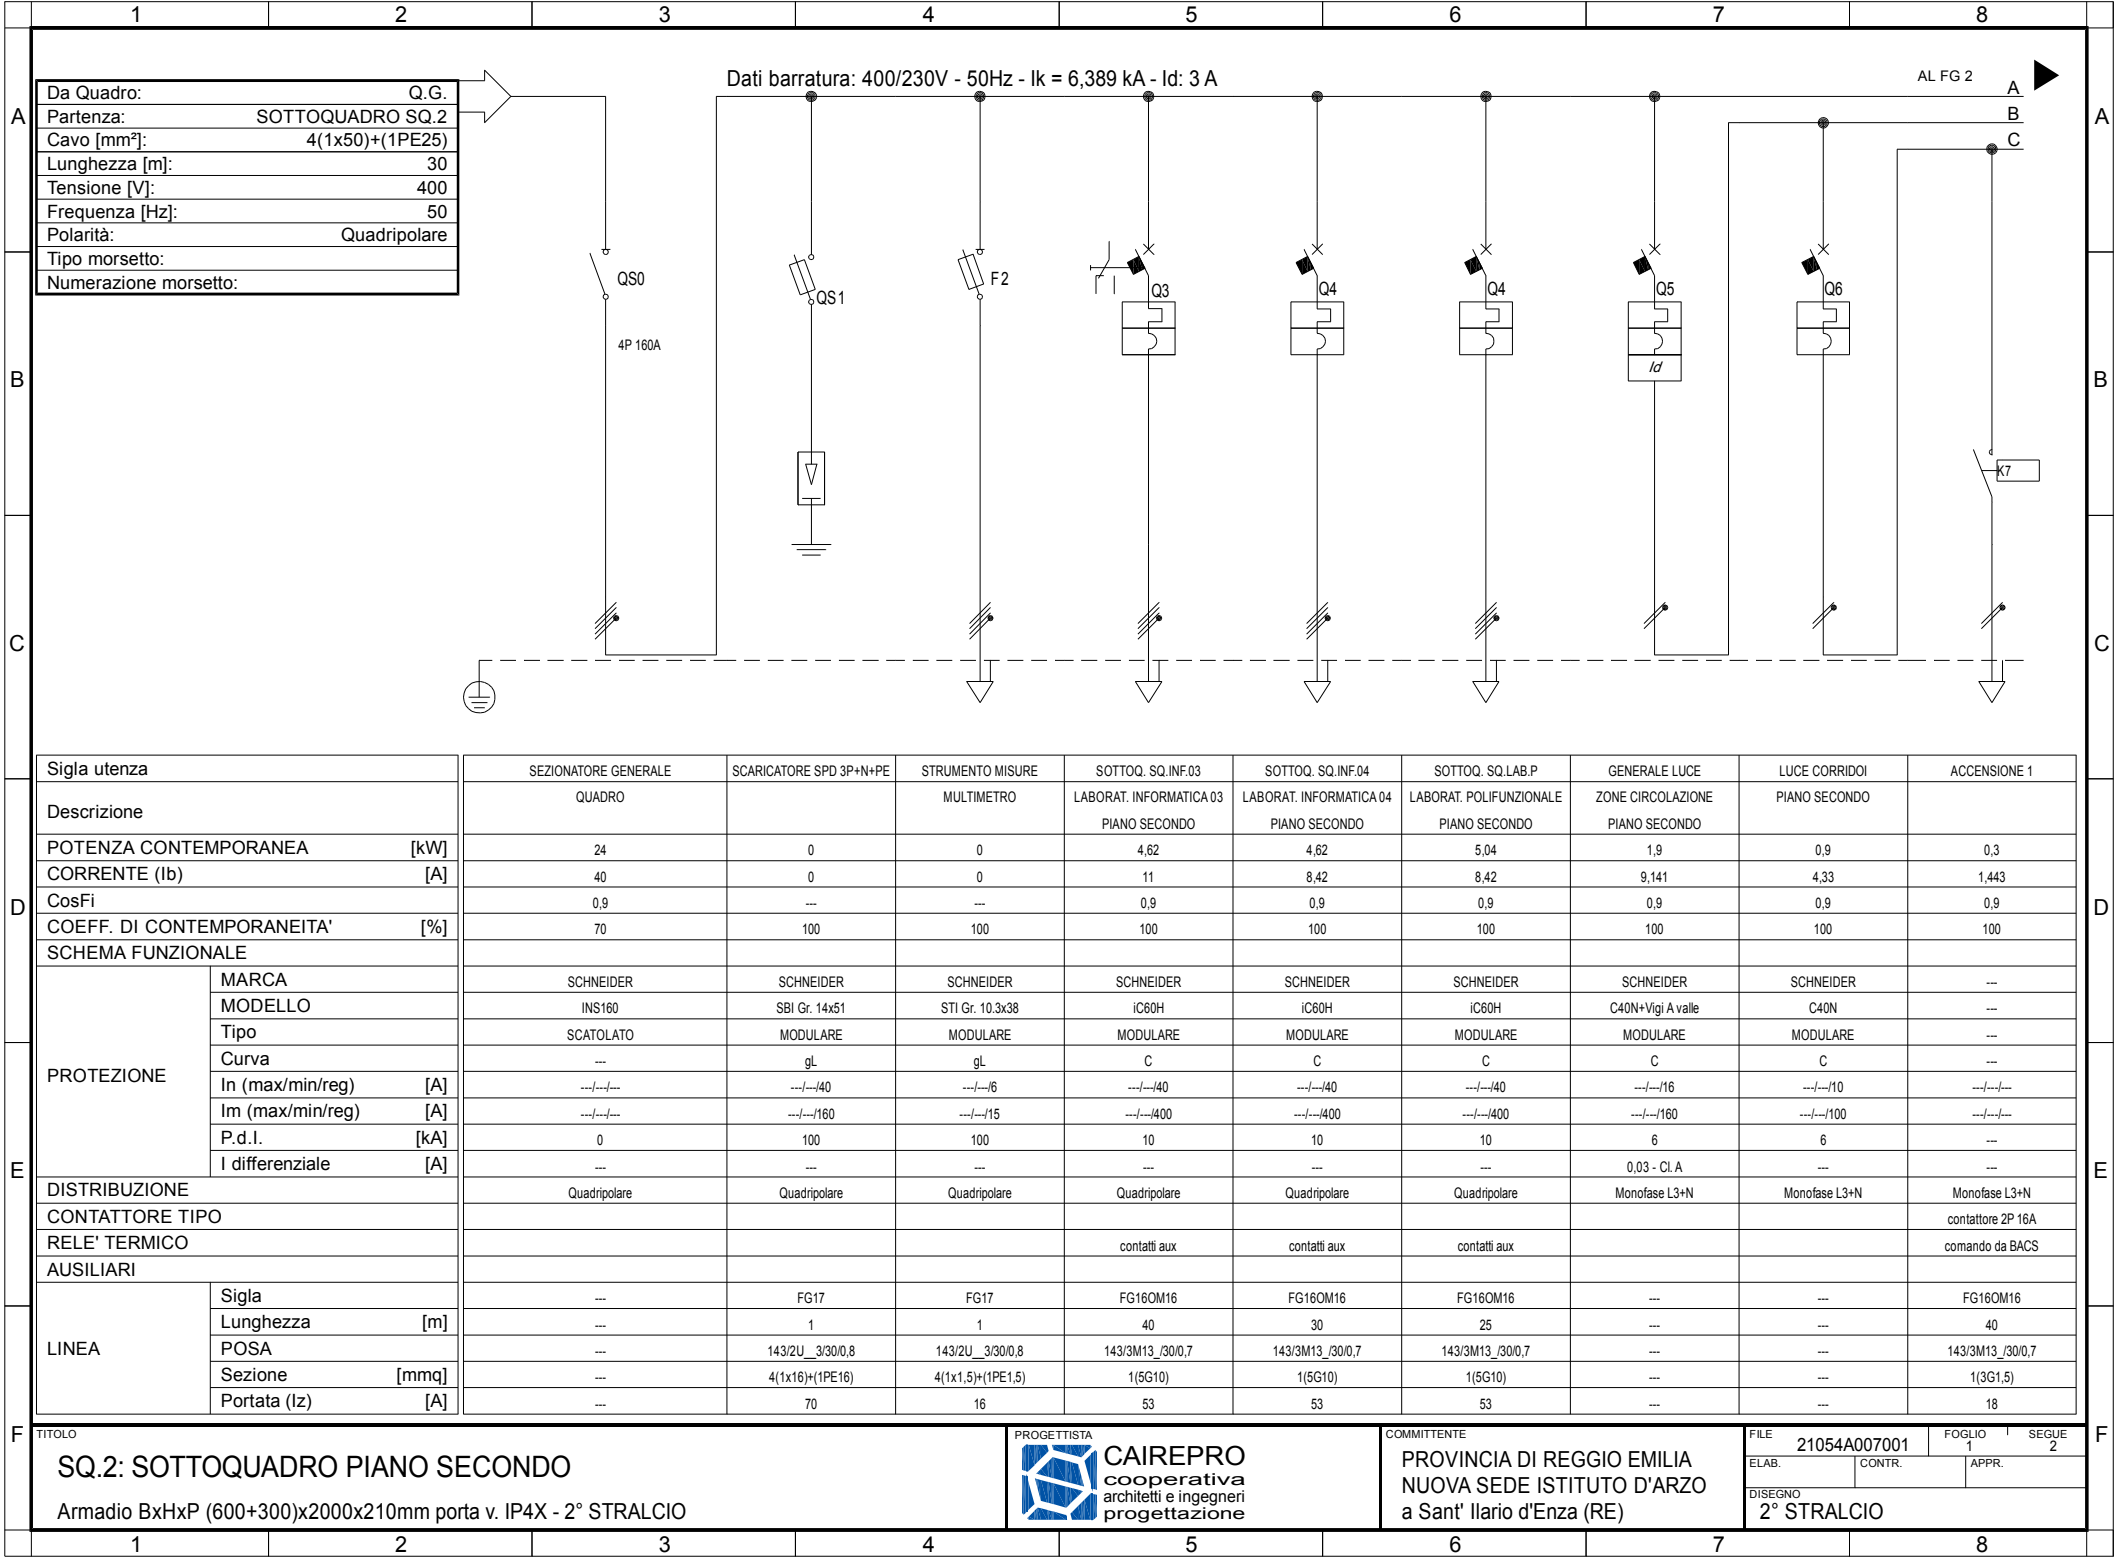 1 2 3 4 5 6 7 8
A A
B B
C C
D D
E E
F F
Da Quadro: Q.G.
Partenza: SOTTOQUADRO SQ.2
Cavo [mm²]: 4(1x50)+(1PE25)
Lunghezza [m]: 30
Tensione [V]: 400
Frequenza [Hz]: 50
Polarità: Quadripolare
Tipo morsetto:
Numerazione morsetto:
Dati barratura: 400/230V - 50Hz - Ik = 6,389 kA - Id: 3 A
AL FG 2
A
B
C
QS0 QS1 F2 Q3 Q4 Q4 Q5 Q6
4P 160A
Id
K7
Sigla utenza SEZIONATORE GENERALE SCARICATORE SPD 3P+N+PE STRUMENTO MISURE SOTTOQ. SQ.INF.03 SOTTOQ. SQ.INF.04 SOTTOQ. SQ.LAB.P GENERALE LUCE LUCE CORRIDOI ACCENSIONE 1
Descrizione QUADRO MULTIMETRO LABORAT. INFORMATICA 03 LABORAT. INFORMATICA 04 LABORAT. POLIFUNZIONALE ZONE CIRCOLAZIONE PIANO SECONDO
PIANO SECONDO PIANO SECONDO PIANO SECONDO PIANO SECONDO
POTENZA CONTEMPORANEA [kW] 24 0 0 4,62 4,62 5,04 1,9 0,9 0,3
CORRENTE (Ib) [A] 40 0 0 11 8,42 8,42 9,141 4,33 1,443
CosFi 0,9 --- --- 0,9 0,9 0,9 0,9 0,9 0,9
COEFF. DI CONTEMPORANEITA' [%] 70 100 100 100 100 100 100 100 100
SCHEMA FUNZIONALE
PROTEZIONE
MARCA SCHNEIDER SCHNEIDER SCHNEIDER SCHNEIDER SCHNEIDER SCHNEIDER SCHNEIDER SCHNEIDER ---
MODELLO INS160 SBI Gr. 14x51 STI Gr. 10.3x38 iC60H iC60H iC60H C40N+Vigi A valle C40N ---
Tipo SCATOLATO MODULARE MODULARE MODULARE MODULARE MODULARE MODULARE MODULARE ---
Curva --- gL gL C C C C C ---
In (max/min/reg) [A] ---/---/--- ---/---/40 ---/---/6 ---/---/40 ---/---/40 ---/---/40 ---/---/16 ---/---/10 ---/---/---
Im (max/min/reg) [A] ---/---/--- ---/---/160 ---/---/15 ---/---/400 ---/---/400 ---/---/400 ---/---/160 ---/---/100 ---/---/---
P.d.I. [kA] 0 100 100 10 10 10 6 6 ---
I differenziale [A] --- --- --- --- --- --- 0,03 - Cl. A --- ---
DISTRIBUZIONE Quadripolare Quadripolare Quadripolare Quadripolare Quadripolare Quadripolare Monofase L3+N Monofase L3+N Monofase L3+N
CONTATTORE TIPO contattore 2P 16A
RELE' TERMICO contatti aux contatti aux contatti aux comando da BACS
AUSILIARI
LINEA
Sigla --- FG17 FG17 FG16OM16 FG16OM16 FG16OM16 --- --- FG16OM16
Lunghezza [m] --- 1 1 40 30 25 --- --- 40
POSA --- 143/2U__3/30/0,8 143/2U__3/30/0,8 143/3M13_/30/0,7 143/3M13_/30/0,7 143/3M13_/30/0,7 --- --- 143/3M13_/30/0,7
Sezione [mmq] --- 4(1x16)+(1PE16) 4(1x1,5)+(1PE1,5) 1(5G10) 1(5G10) 1(5G10) --- --- 1(3G1,5)
Portata (Iz) [A] --- 70 16 53 53 53 --- --- 18
TITOLO
SQ.2: SOTTOQUADRO PIANO SECONDO
Armadio BxHxP (600+300)x2000x210mm porta v. IP4X - 2° STRALCIO
PROGETTISTA
CAIREPRO
cooperativa
architetti e ingegneri
progettazione
COMMITTENTE
PROVINCIA DI REGGIO EMILIA
NUOVA SEDE ISTITUTO D'ARZO
a Sant' Ilario d'Enza (RE)
FILE 21054A007001 FOGLIO 1 SEGUE 2
ELAB. CONTR. APPR.
DISEGNO
2° STRALCIO
1 2 3 4 5 6 7 8